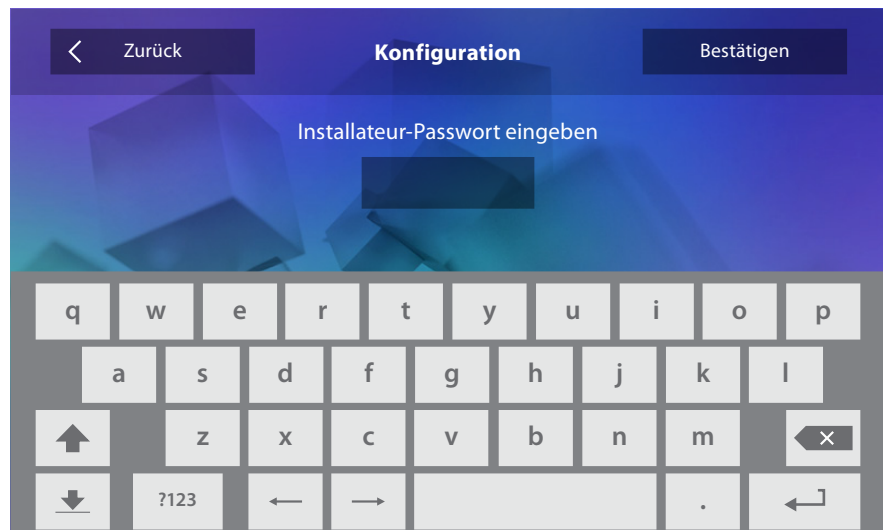 Zurück Konfiguration Bestätigen
Installateur-Passwort eingeben
q w e r t y u i o p
a s d f g h j k l
z x c v b n m
?123 .